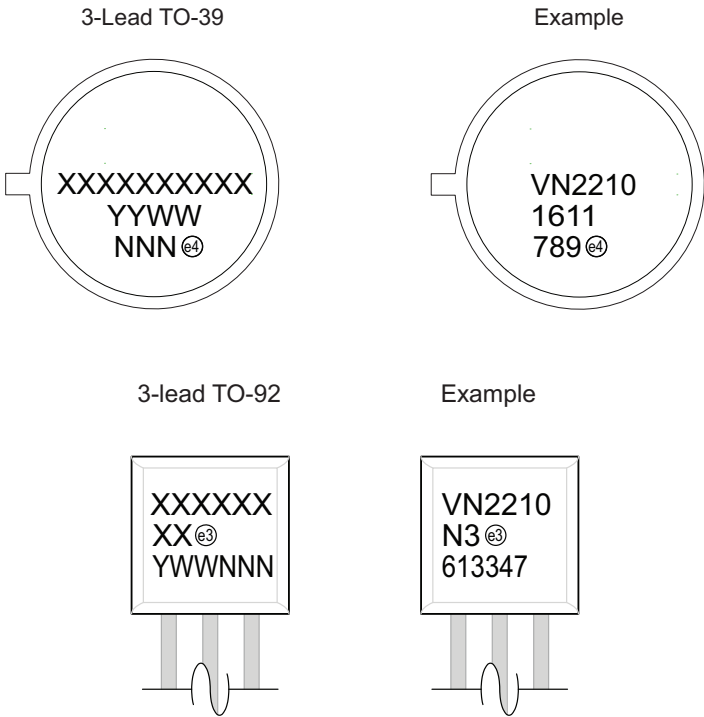 3-Lead TO-39
Example
XXXXXXXXXX
YYWW
NNN e4
VN2210
1611
789 e4
3-lead TO-92
Example
XXXXXX
XX e3
YWWNNN
VN2210
N3 e3
613347